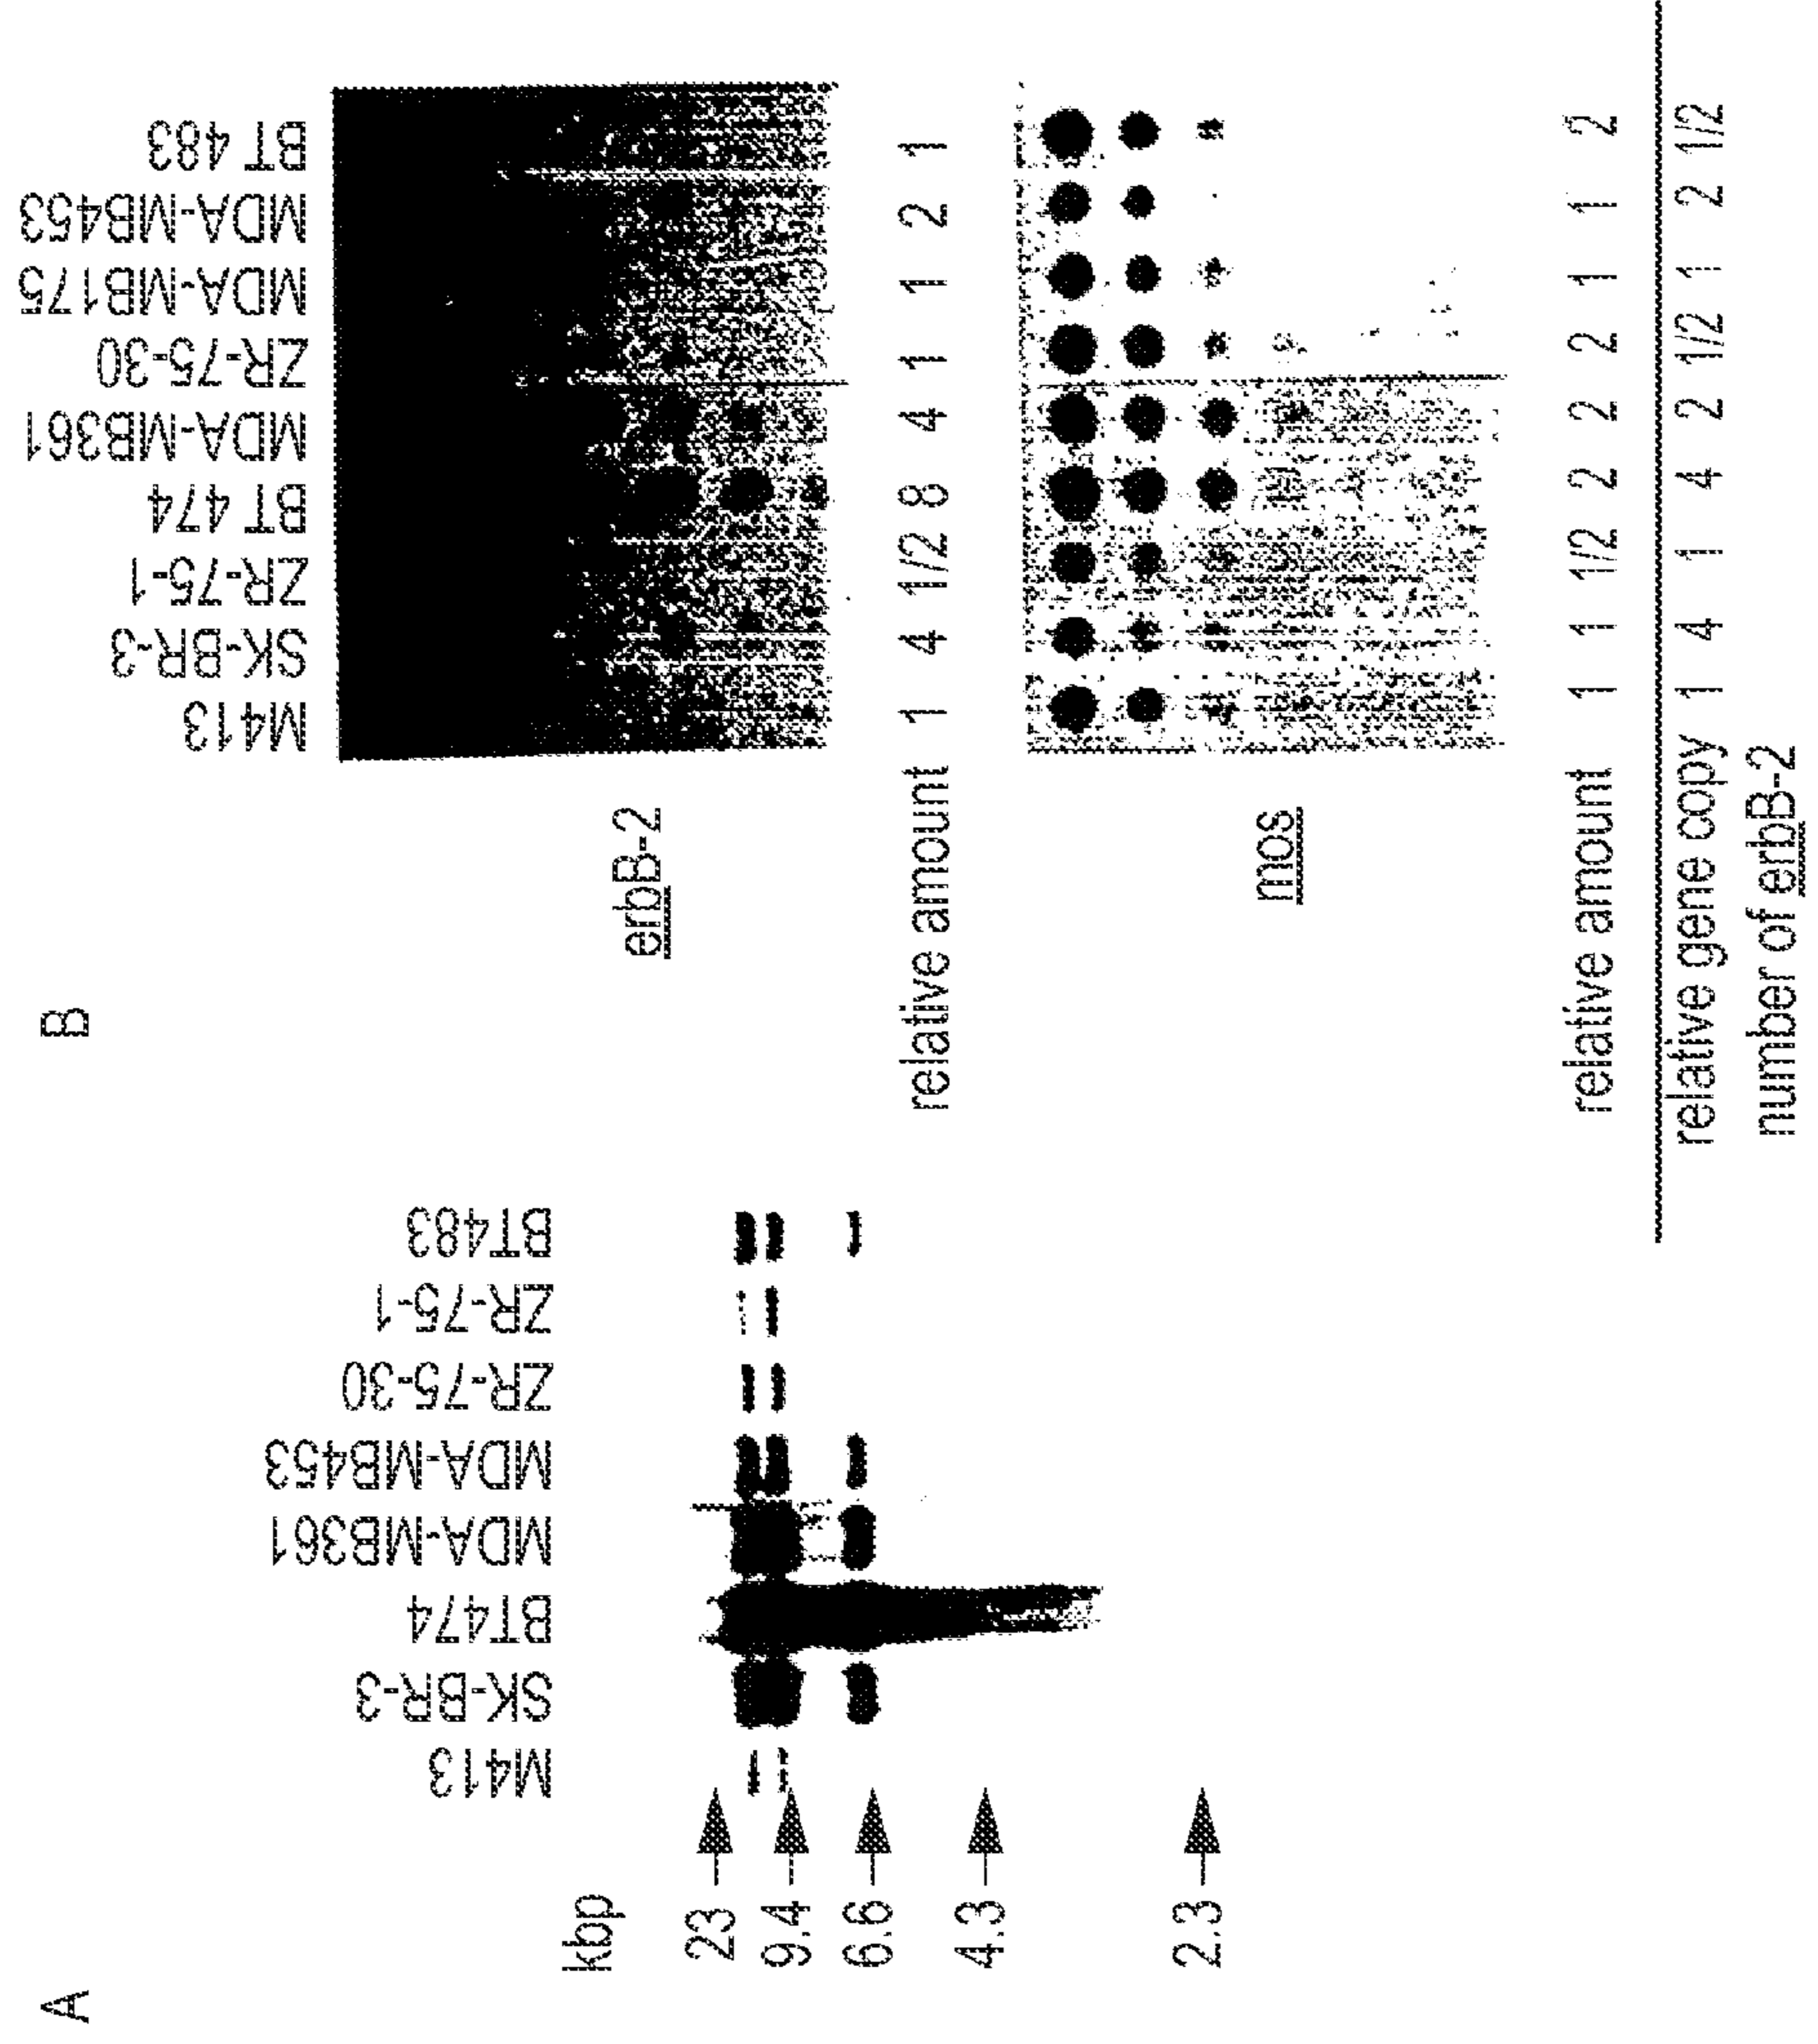 A
M413
SK-BR-3
BT474
MDA-MB361
MDA-MB453
ZR-75-30
ZR-75-1
BT483
kbp
23
9.4
6.6
4.3
2.3
B
M413
SK-BR-3
ZR-75-1
BT 474
MDA-MB361
ZR-75-30
MDA-MB175
MDA-MB453
BT 483
erbB-2
relative amount 1 4 1/2 8 4 1 1 2 1
mos
relative amount 1 1 1/2 2 2 2 1 1 2
relative gene copy 1 4 1 4 2 1/2 1 2 1/2
number of erbB-2